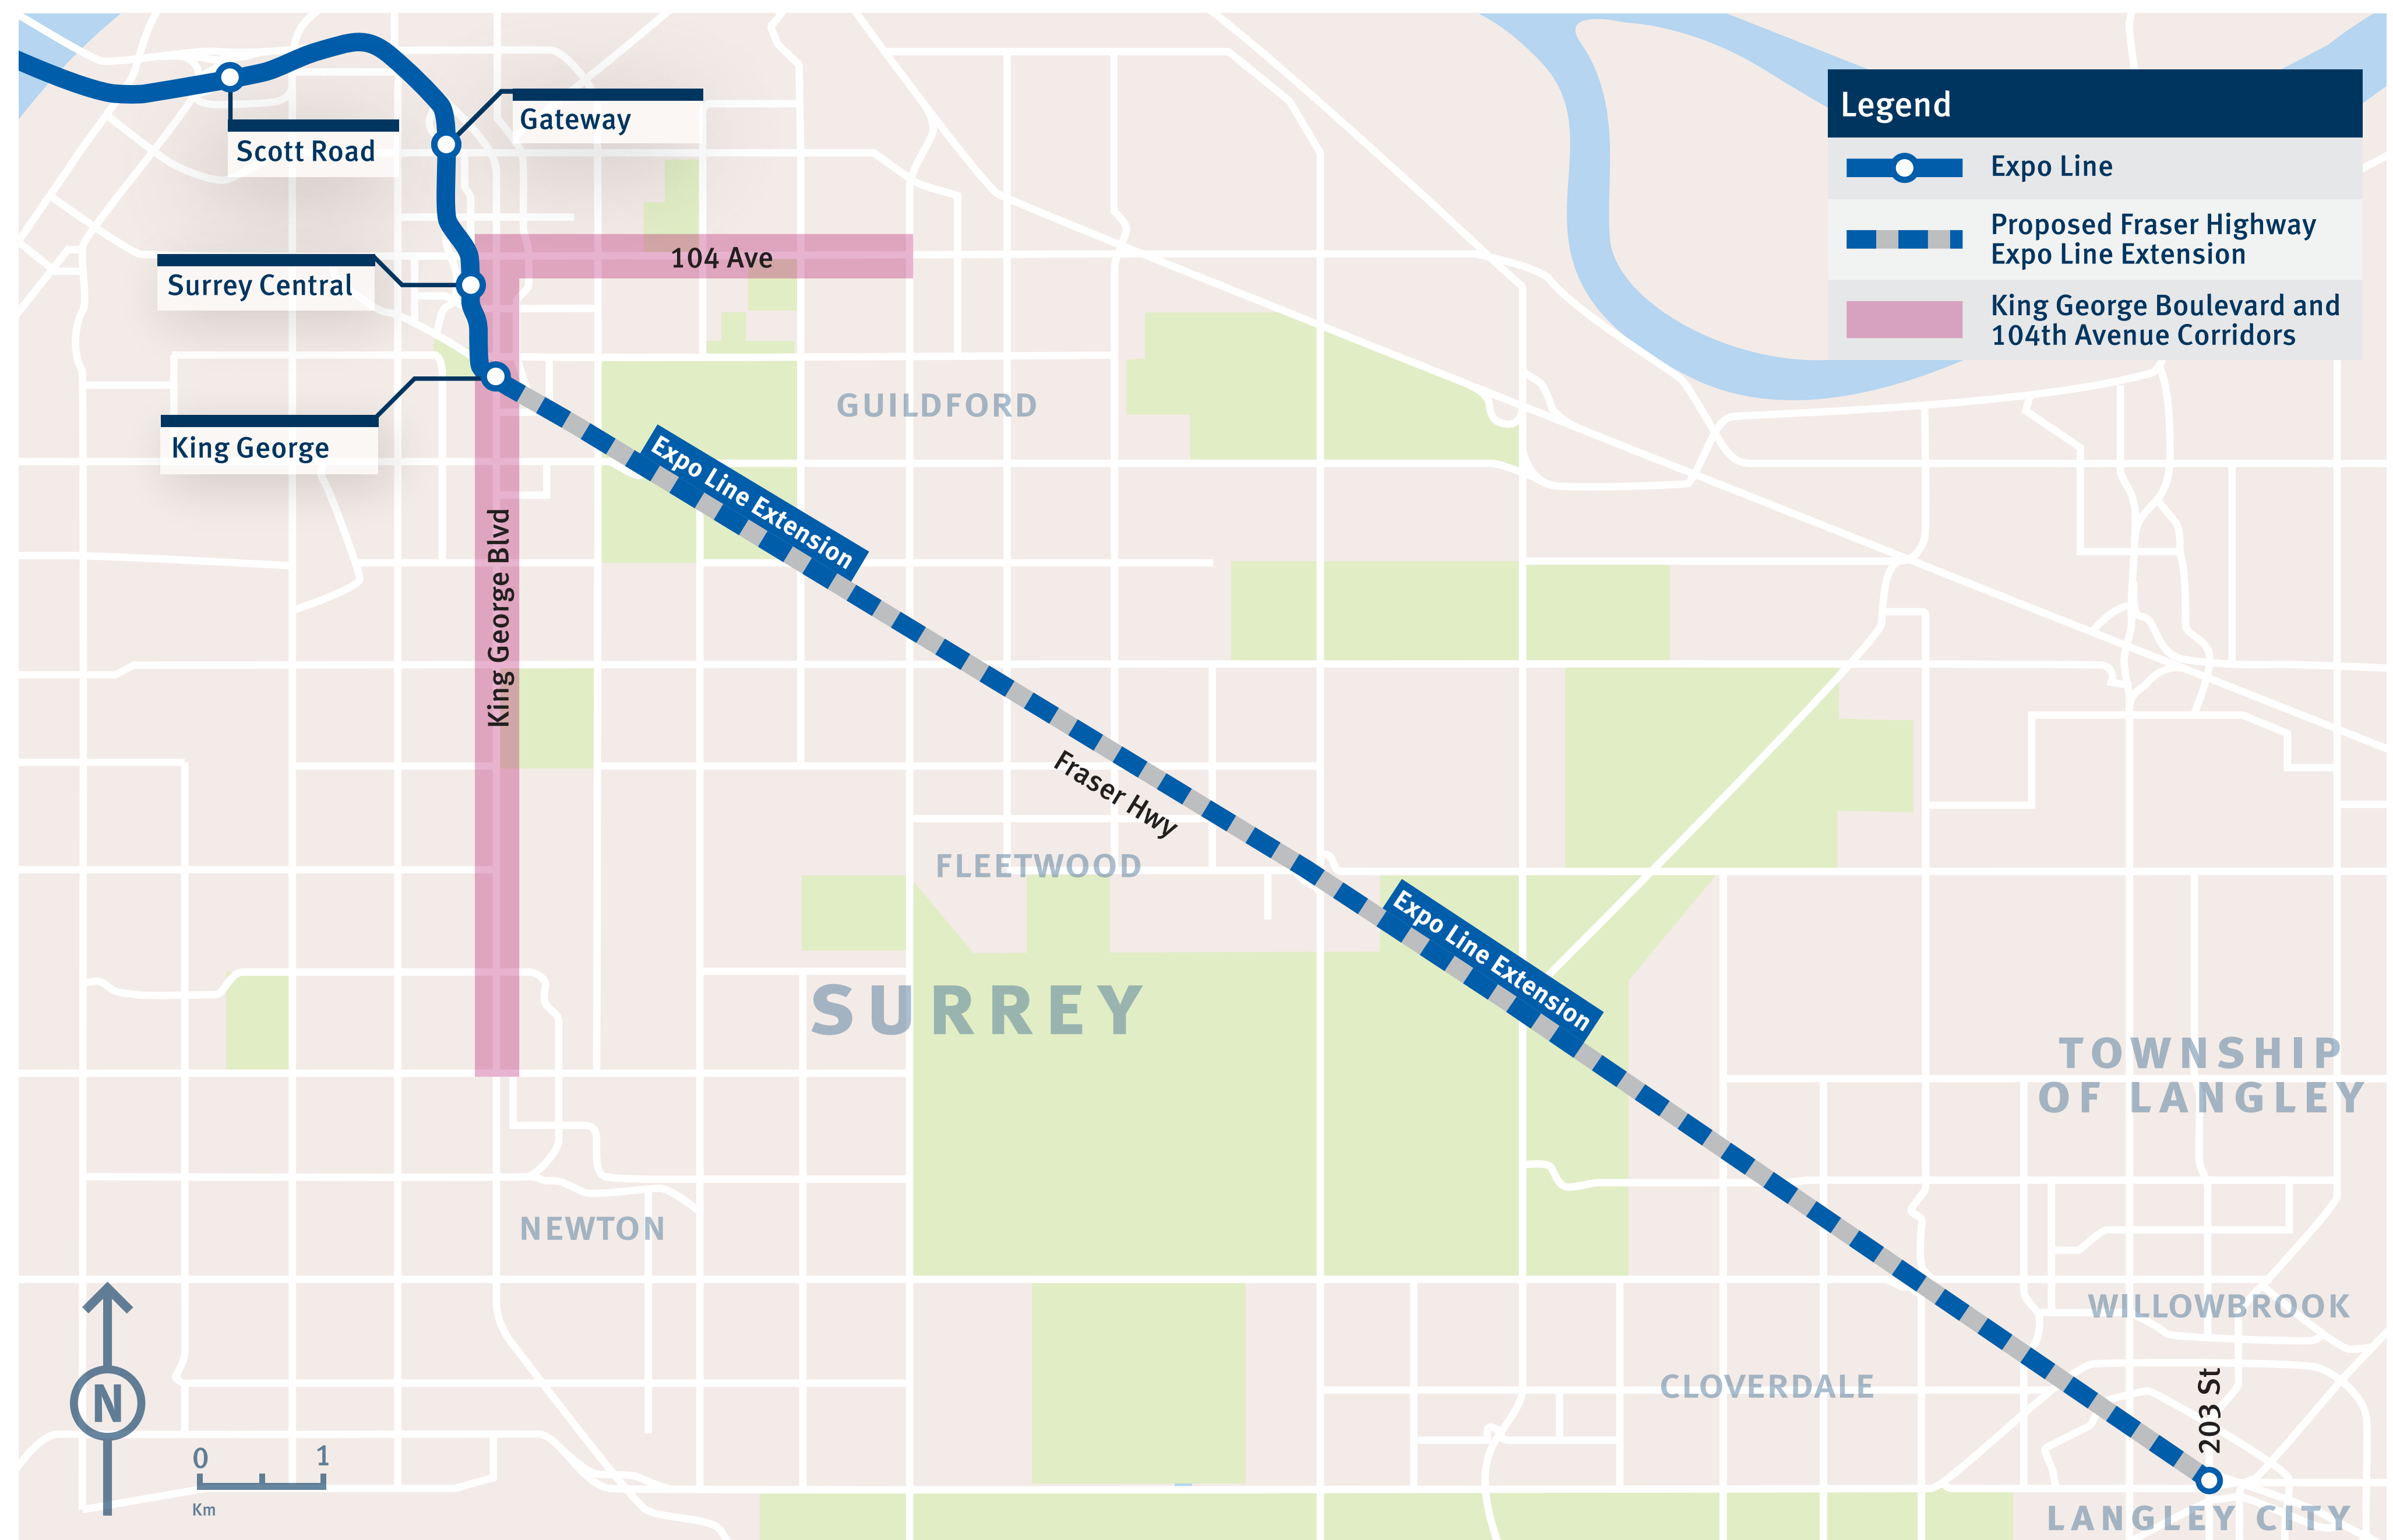 Scott Road
Gateway
Surrey Central
King George
104 Ave
King George Blvd
Legend
Expo Line
Proposed Fraser Highway
Expo Line Extension
King George Boulevard and
104th Avenue Corridors
GUILDFORD
Expo Line Extension
Fraser Hwy
FLEETWOOD
Expo Line Extension
SURREY
TOWNSHIP
OF LANGLEY
NEWTON
WILLOWBROOK
CLOVERDALE
203 St
LANGLEY CITY
N
0 1
Km